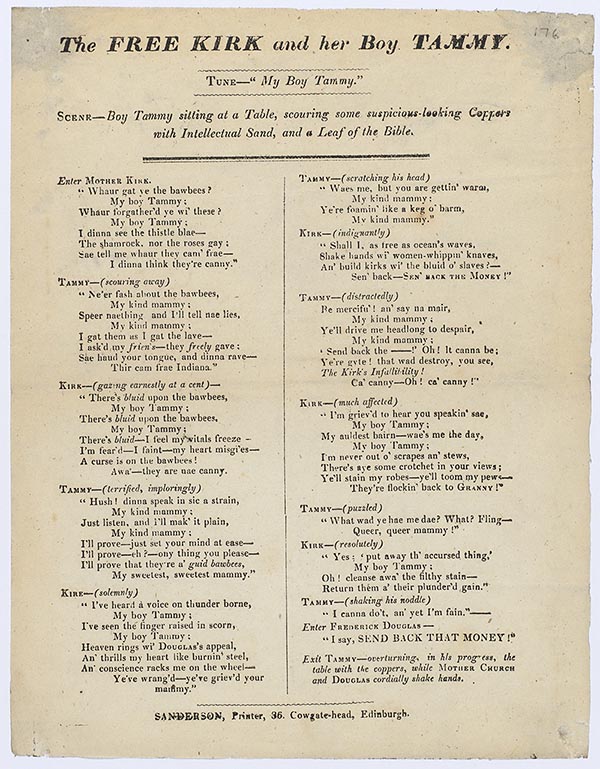 The FREE KIRK and her Boy TAMMY.
176
TUNE—" My Boy Tammy."
SCENE—Boy Tammy sitting at a Table, scouring some suspicious-looking Coppers
with Intellectual Sand, and a Leaf of the Bible.
Enter MOTHER KIRK.
" Whaur gat ye the bawbees ?
My boy Tammy ;
Whaur forgather'd ye wi' these ?
My boy Tammy ;
I dinna see the thistle blae—
The shamrock, nor the roses gay ;
Sae tell me whaur they cam' frae—
I dinna think they're canny."
TAMMY—(scouring away)
" Ne'er fash about the bawbees,
My kind mammy ;
Speer naething and I'll tell nae lies,
My kind mammy ;
I gat them as I gat the lave—
I ask'd my frien's—they freely gave ;
Sae haud your tongue, and dinna rave—
Thir cam frae Indiana."
KIRK—(gazing earnestly at a cent)—
" There's bluid upon the bawbees,
My boy Tammy ;
There's bluid upon the bawbees,
My boy Tammy ;
There's bluid—I feel my vitals freeze –
I'm fear'd—I faint—my heart misgi'es—
A curse is on the bawbees !
Awa'—they are nae canny.
TAMMY—(terrified, imploringly)
" Hush ! dinna speak in sic a strain,
My kind mammy ;
Just listen, and I'll mak' it plain,
My kind mammy ;
I'll prove—just set your mind at ease—
I'll prove—eh ?—ony thing you please—
I'll prove that they're a' guid bawbees,
My sweetest, sweetest mammy."
KIRK—(solemnly)
" I've heard a voice on thunder borne,
My boy Tammy ;
I've seen the finger raised in scorn,
My boy Tammy ;
Heaven rings wi' DOUGLAS's appeal,
An' thrills my heart like burnin' steel,
An' conscience racks me on the wheel—
Ye've wrang'd—ye've griev'd your
mammy."
TAMMY—(scratching his head)
" Waes me, but you are gettin' warm,
My kind mammy ;
Ye're foamin' like a keg o' barm,
My kind mammy."
KIRK—(indignantly)
" Shall I, as free as ocean's waves,
Shake hands wi' women-whippin' knaves,
An' build kirks wi' the bluid o' slaves ?—
Sen' back—SEN' BACK THE MONEY !"
TAMMY—(distractedly)
Be mercifu' ! an' say na mair,
My kind mammy ;
Ye'll drive me headlong to despair,
My kind mammy ;
' Send back the ——!' Oh! It canna be;
Ye're gyte ! that wad destroy, you see,
The Kirk's Infallibility !
Ca' canny—Oh ! ca' canny !"
KIRK—(much affected)
" I'm griev'd to hear you speakin' sae,
My boy Tammy;
My auldest bairn—wae's me the day,
My boy Tammy ;
I'm never out o' scrapes an' stews,
There's aye some crotchet in your views ;
Ye'll stain my robes—ye'll toom my pews—
They're flockin' back to GRANNY !"
TAMMY—(puzzled)
" What wad ye hae me dae? What? Fling—
Queer, queer mammy !"
KIRK—(resolutely)
" Yes ; ' put away th' accursed thing,'
My boy Tammy ;
Oh ! cleanse awa' the filthy stain—
Return them a' their plunder'd gain."
TAMMY—(shaking his noddle)
" I canna do't, an' yet I'm fain."——
Enter FREDERICK DOUGLAS—
" I say, SEND BACK THAT MONEY !"
Exit TAMMY—overturning, in his progress, the
table with the coppers, while MOTHER CHURCH
and DOUGLAS cordially shake hands.
SANDERSON, Printer, 36. Cowgate-head, Edinburgh.